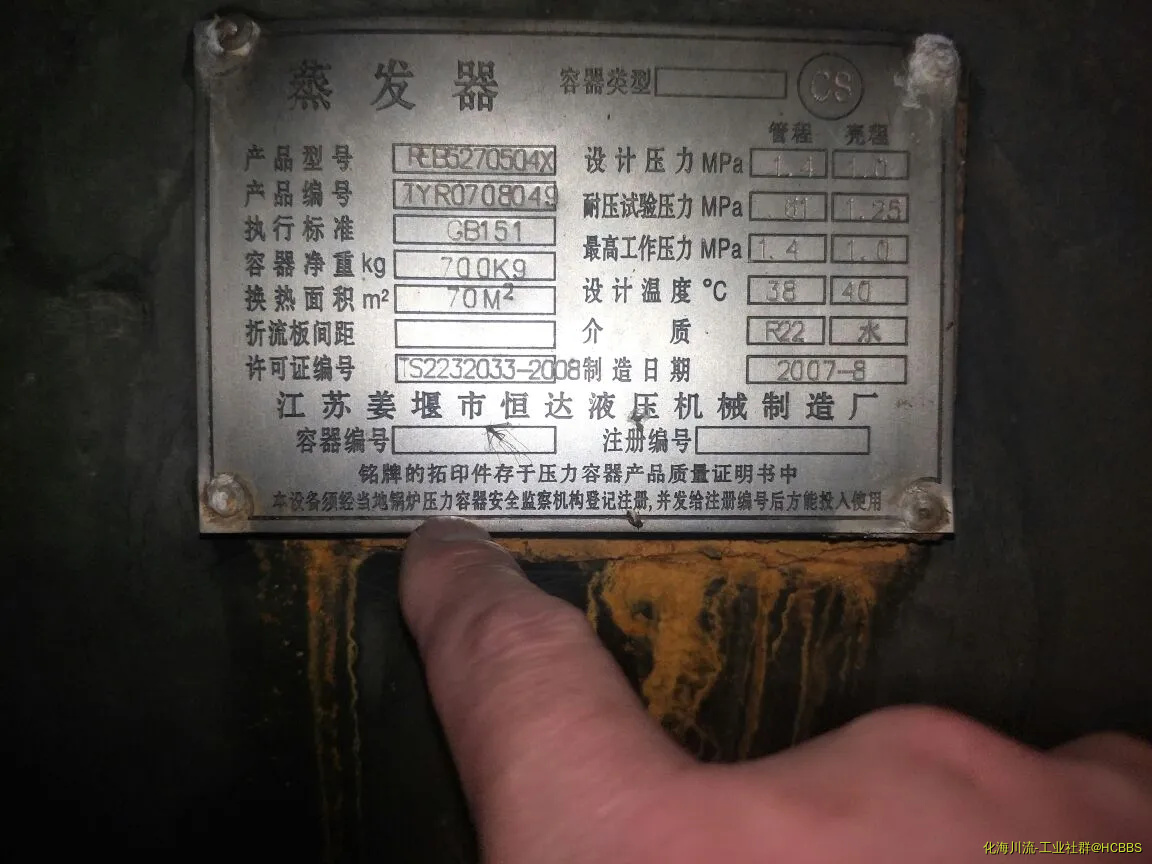 蒸发器 容器类型 CS
管程 壳程
产品型号 REB5270504X 设计压力 MPa 1.4 1.0
产品编号 TYR0708049 耐压试验压力 MPa .81 1.25
执行标准 GB151 最高工作压力 MPa 1.4 1.0
容器净重 kg 700K9 设计温度 ℃ 38 40
换热面积 m² 70M² 介质 R22 水
折流板间距
许可证编号 TS2232033-2008 制造日期 2007-8
江苏姜堰市恒达液压机械制造厂
容器编号 注册编号
铭牌的拓印件存于压力容器产品质量证明书中
本设备须经当地锅炉压力容器安全监察机构登记注册,并发给注册编号后方能投入使用
化海川流-工业社群@HCBBS